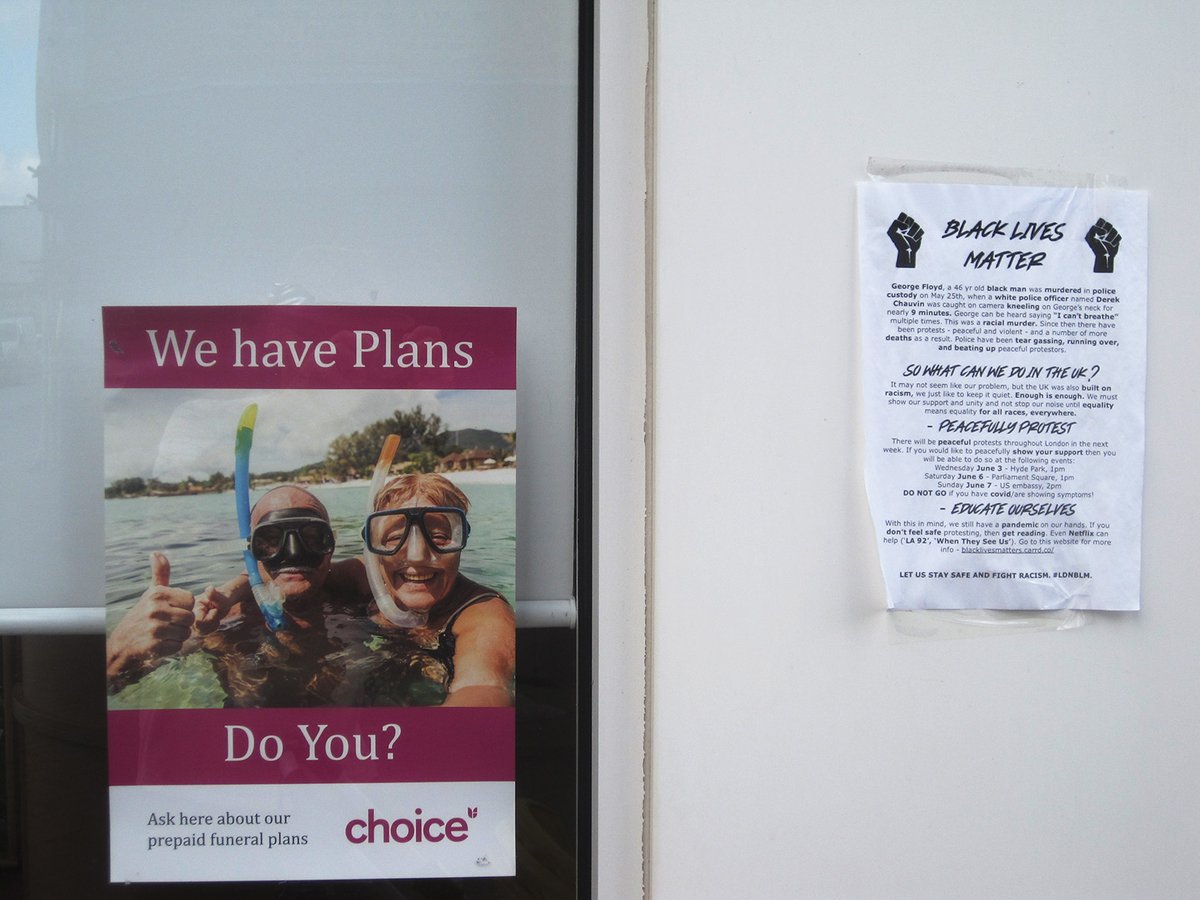 We have Plans
Do You?
Ask here about our
prepaid funeral plans
choice
BLACK LIVES
MATTER
George Floyd, a 46 yr old black man was murdered in police
custody on May 25th, when a white police officer named Derek
Chauvin was caught on camera kneeling on George's neck for
nearly 9 minutes. George can be heard saying "I can't breathe"
multiple times. This was a racial murder. Since then there have
been protests - peaceful and violent - and a number of more
deaths as a result. Police have been tear gassing, running over,
and beating up peaceful protestors.
SO WHAT CAN WE DO IN THE UK?
It may not seem like our problem, but the UK was also built on
racism, we just like to keep it quiet. Enough is enough. We must
show our support and unity and not stop our noise until equality
means equality for all races, everywhere.
- PEACEFULLY PROTEST
There will be peaceful protests throughout London in the next
week. If you would like to peacefully show your support then you
will be able to do so at the following events:
Wednesday June 3 - Hyde Park, 1pm
Saturday June 6 - Parliament Square, 1pm
Sunday June 7 - US embassy, 2pm
DO NOT GO if you have covid/are showing symptoms!
- EDUCATE OURSELVES
With this in mind, we still have a pandemic on our hands. If you
don't feel safe protesting, then get reading. Even Netflix can
help ('LA 92', 'When They See Us'). Go to this website for more
info - blacklivesmatters.carrd.co/
LET US STAY SAFE AND FIGHT RACISM. #LDNBLM.